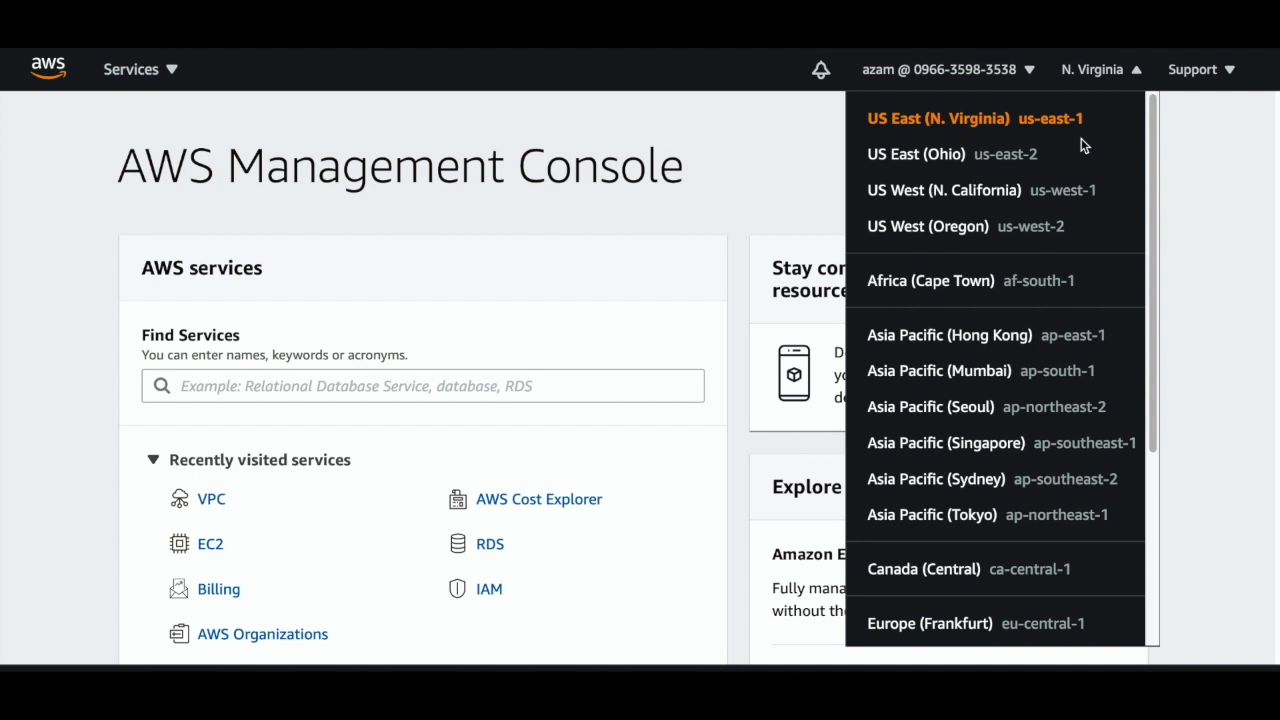 aws
Services
azam @ 0966-3598-3538
N. Virginia
Support
AWS Management Console
AWS services
Find Services
You can enter names, keywords or acronyms.
Example: Relational Database Service, database, RDS
Recently visited services
VPC
EC2
Billing
AWS Organizations
AWS Cost Explorer
RDS
IAM
Stay cor
resource
D
yo
de
Explore
Amazon E
Fully mana
without th
US East (N. Virginia) us-east-1
US East (Ohio) us-east-2
US West (N. California) us-west-1
US West (Oregon) us-west-2
Africa (Cape Town) af-south-1
Asia Pacific (Hong Kong) ap-east-1
Asia Pacific (Mumbai) ap-south-1
Asia Pacific (Seoul) ap-northeast-2
Asia Pacific (Singapore) ap-southeast-1
Asia Pacific (Sydney) ap-southeast-2
Asia Pacific (Tokyo) ap-northeast-1
Canada (Central) ca-central-1
Europe (Frankfurt) eu-central-1